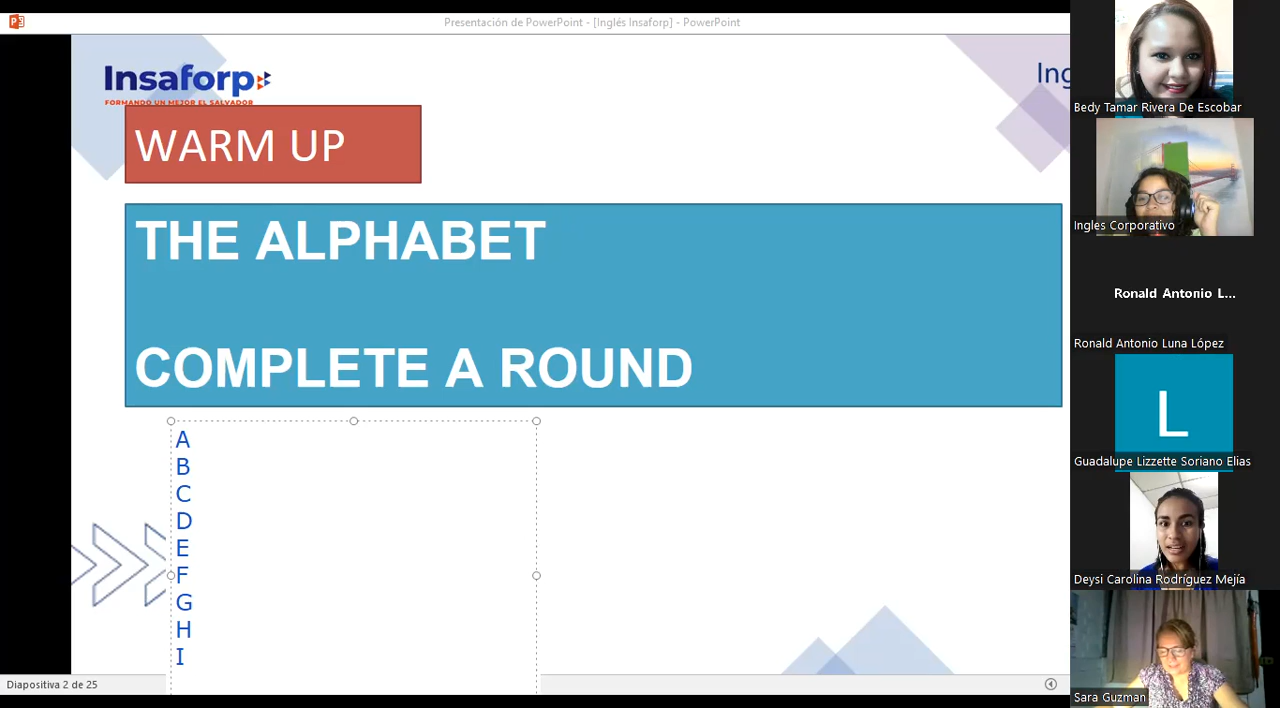 Presentación de PowerPoint - [Inglés Insaforp] - PowerPoint
Insaforp
FORMANDO UN MEJOR EL SALVADOR
Ing
WARM UP
THE ALPHABET
COMPLETE A ROUND
A
B
C
D
E
F
G
H
I
Diapositiva 2 de 25
Bedy Tamar Rivera De Escobar
Ingles Corporativo
Ronald Antonio L...
Ronald Antonio Luna López
L
Guadalupe Lizzette Soriano Elias
Deysi Carolina Rodríguez Mejía
Sara Guzman